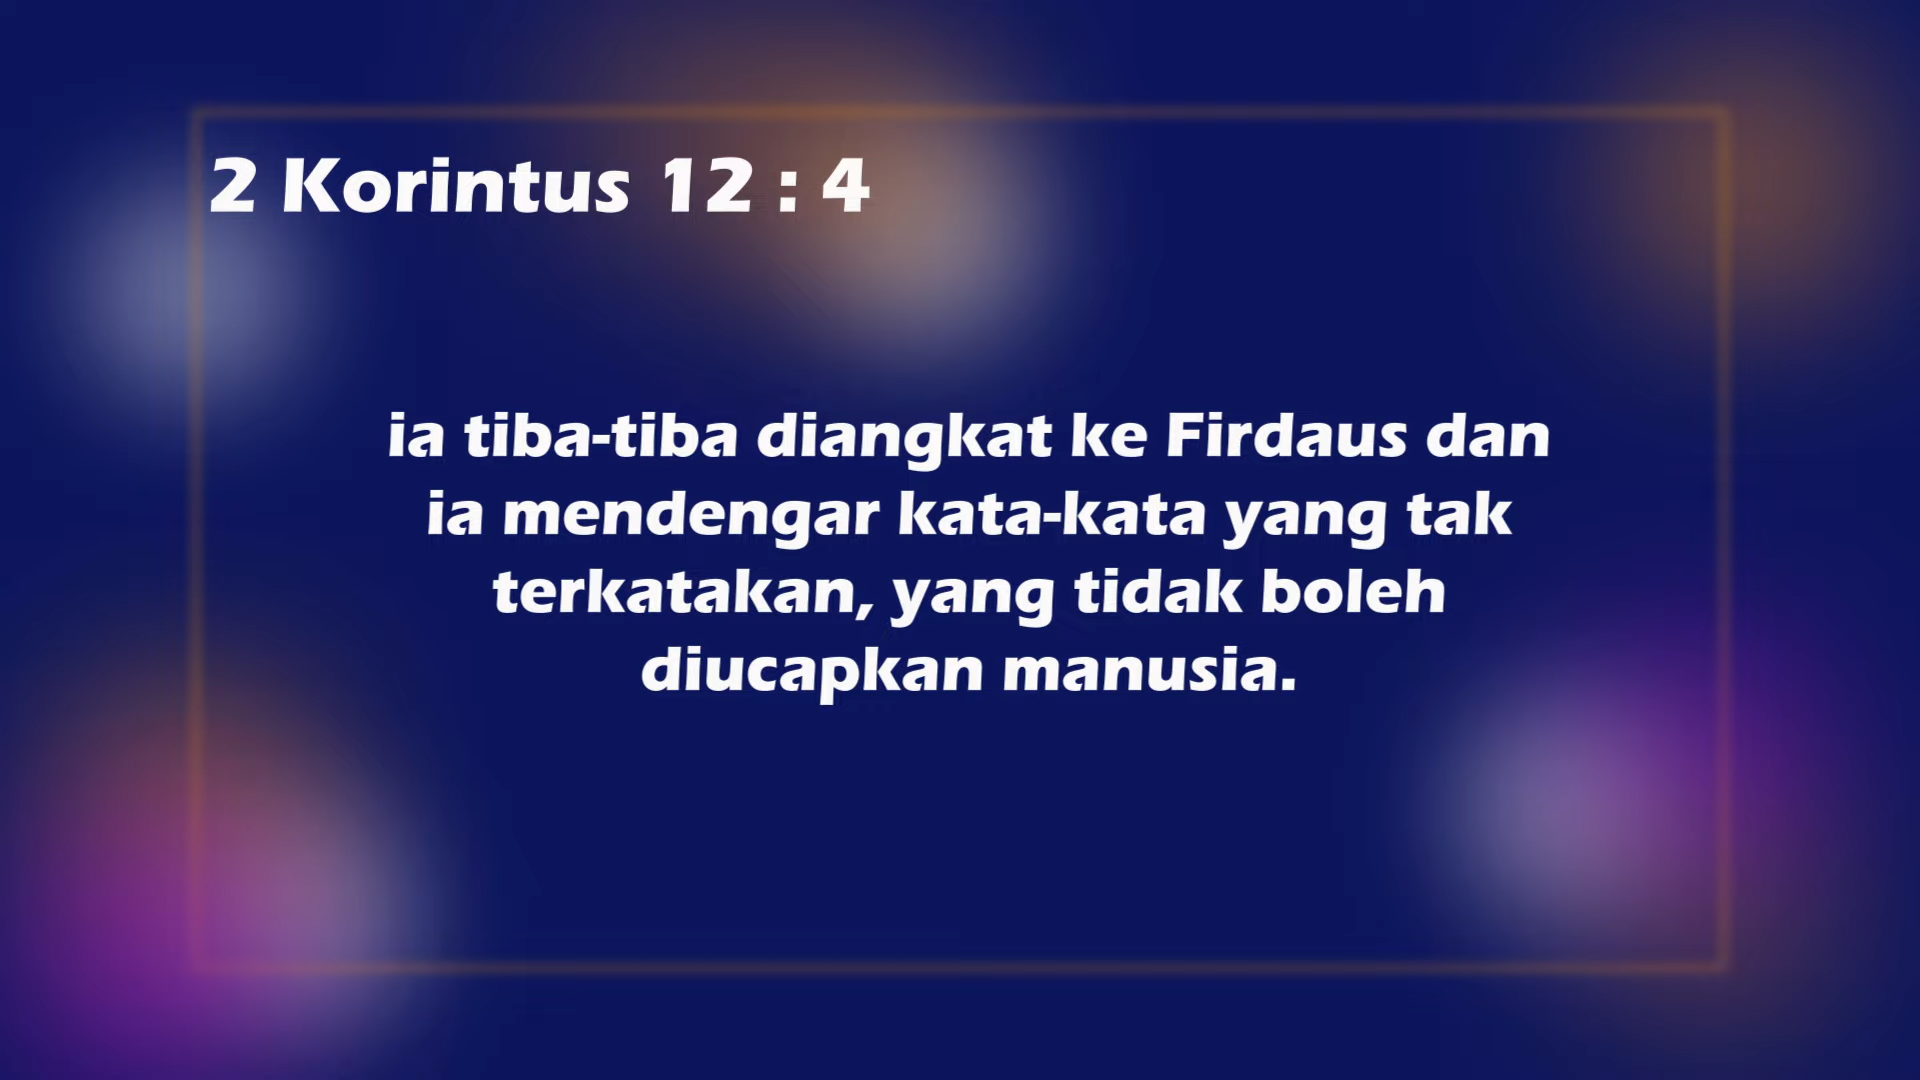 2 Korintus 12 : 4
ia tiba-tiba diangkat ke Firdaus dan
ia mendengar kata-kata yang tak
terkatakan, yang tidak boleh
diucapkan manusia.